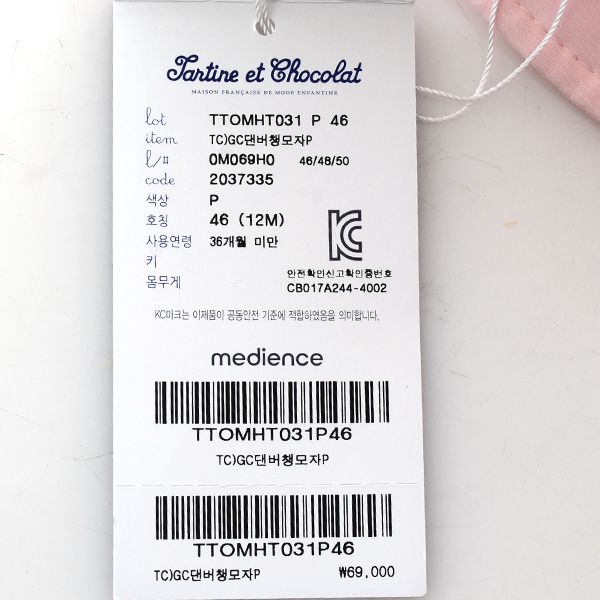 Tartine et Chocolat
MAISON FRANÇAISE DE MODE ENFANTINE
lot TTOMHT031 P 46
item TC)GC댄버챙모자P
l/# 0M069H0 46/48/50
code 2037335
색상 P
호칭 46 (12M)
사용연령 36개월 미만
키
몸무게
안전확인신고확인증번호
CB017A244-4002
KC마크는 이제품이 공통안전 기준에 적합하였음을 의미합니다.
medience
TTOMHT031P46
TC)GC댄버챙모자P
TTOMHT031P46
TC)GC댄버챙모자P ₩69,000